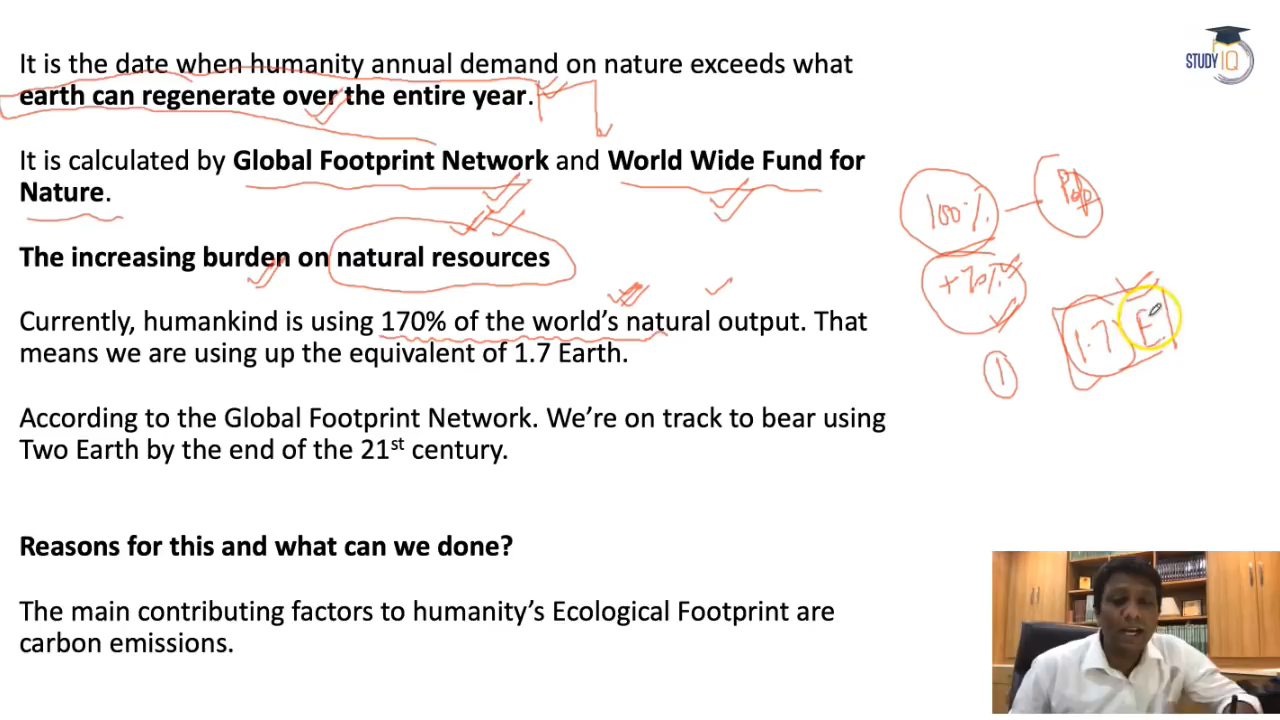 STUDY IQ
It is the date when humanity annual demand on nature exceeds what
earth can regenerate over the entire year.
It is calculated by Global Footprint Network and World Wide Fund for
Nature.
The increasing burden on natural resources
Currently, humankind is using 170% of the world's natural output. That
means we are using up the equivalent of 1.7 Earth.
According to the Global Footprint Network. We're on track to bear using
Two Earth by the end of the 21st century.
Reasons for this and what can we done?
The main contributing factors to humanity's Ecological Footprint are
carbon emissions.
100% Pop
+70%
1 1.7 E